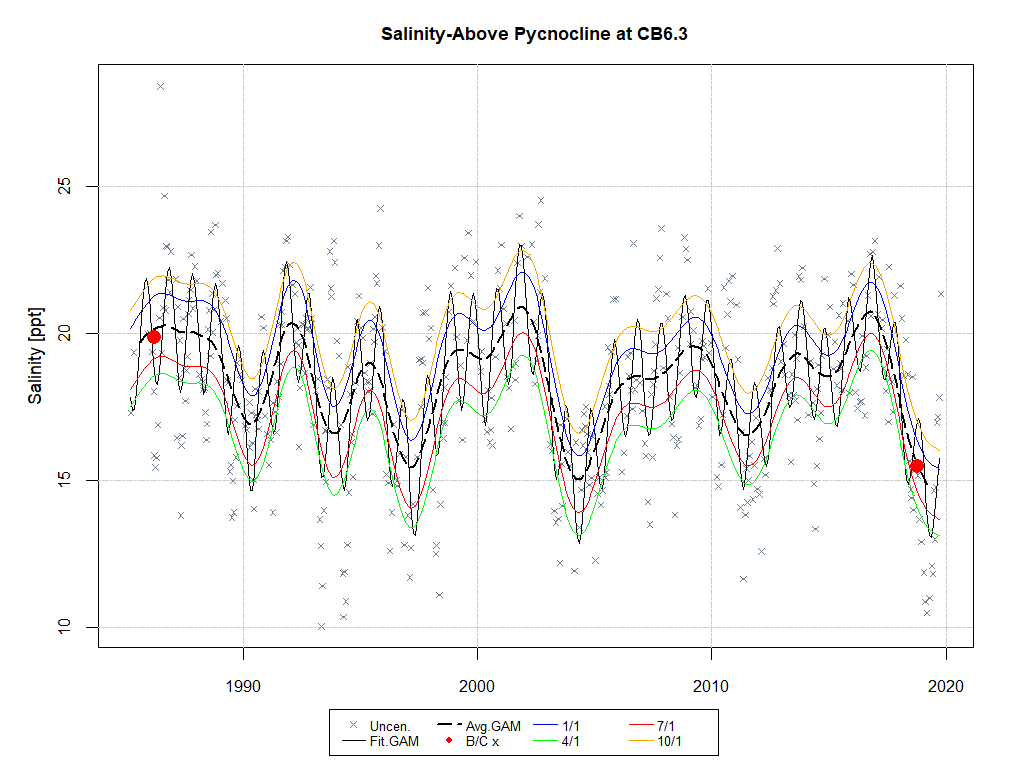 Salinity-Above Pycnocline at CB6.3
Salinity [ppt]
25
20
15
10
1990 2000 2010 2020
Uncen. Avg.GAM 1/1 7/1
Fit.GAM B/C x 4/1 10/1